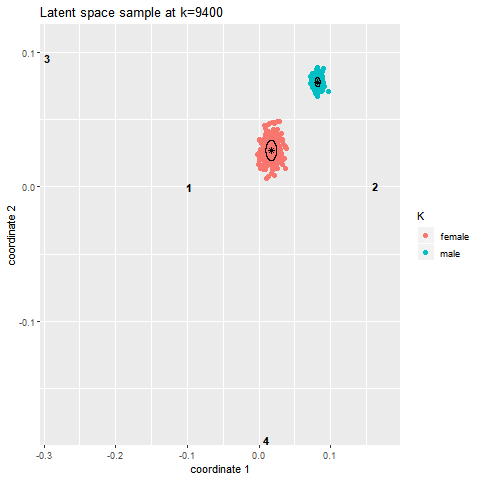 Latent space sample at k=9400
3
1
2
4
0.1
0.0
-0.1
-0.3
-0.2
-0.1
0.0
0.1
coordinate 1
coordinate 2
K
female
male